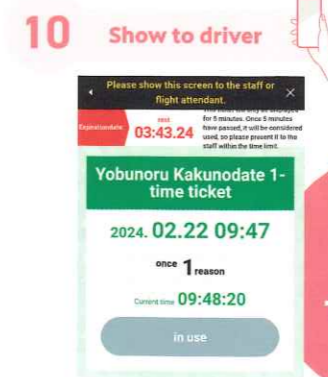 10 Show to driver
Please show this screen to the staff or
flight attendant.
Expiration date
rest
03:43.24
for 5 minutes. Once 5 minutes
have passed, it will be considered
used, so please present it to the
staff within the time limit.
Yobunoru Kakunodate 1-
time ticket
2024. 02.22 09:47
once 1 reason
Current time 09:48:20
in use